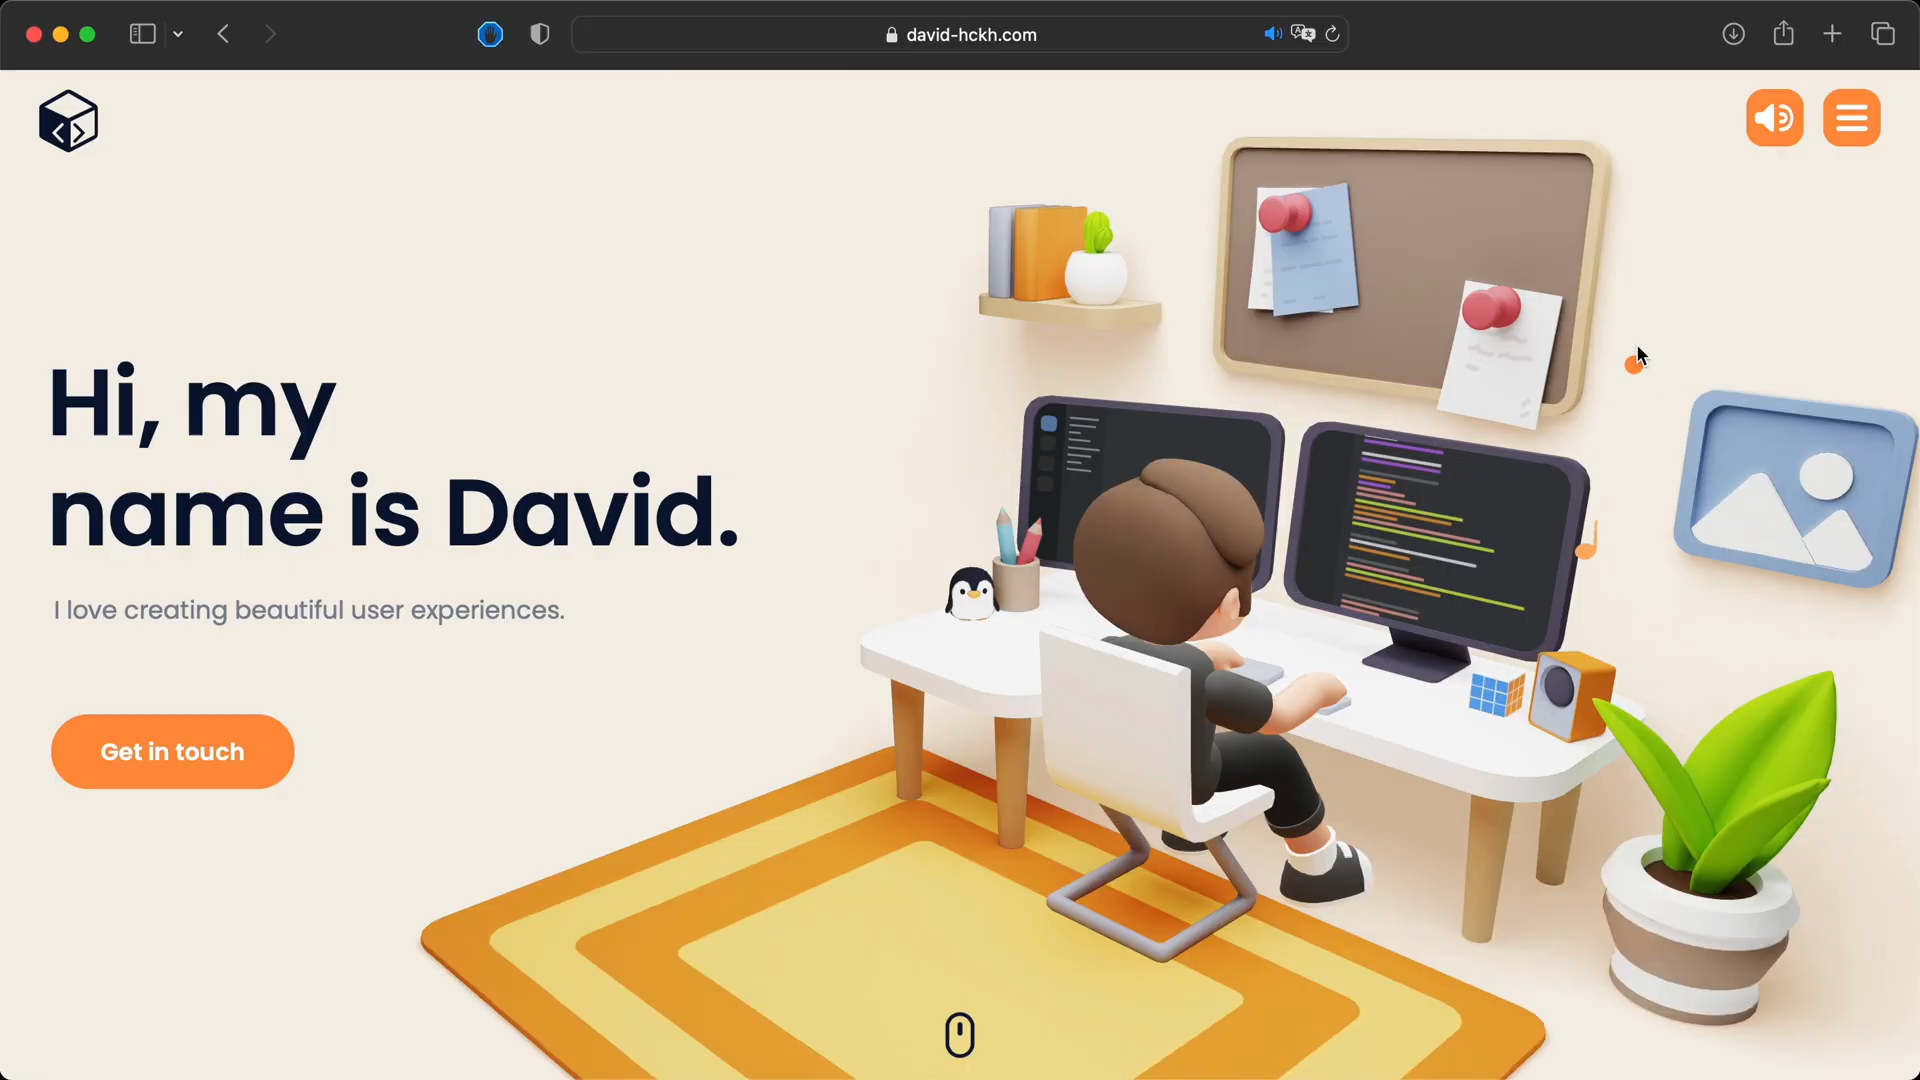 david-hckh.com
Hi, my
name is David.
I love creating beautiful user experiences.
Get in touch